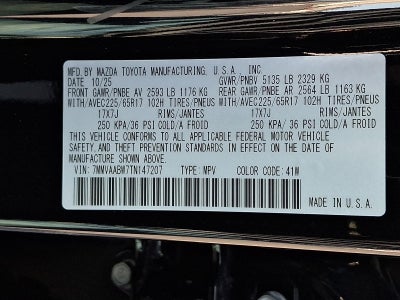 MFD. BY MAZDA TOYOTA MANUFACTURING, U.S.A., INC.
DATE 10/25 GVWR/PNBV 5135 LB 2329 KG
FRONT GAWR/PNBE AV 2593 LB 1176 KG REAR GAWR/PNBE AR 2564 LB 1163 KG
WITH/AVEC225/65R17 102H TIRES/PNEUS WITH/AVEC225/65R17 102H TIRES/PNEUS
17X7J RIMS/JANTES 17X7J RIMS/JANTES
250 KPA/36 PSI COLD/A FROID 250 KPA/36 PSI COLD/A FROID
THIS VEHICLE CONFORMS TO ALL APPLICABLE FEDERAL MOTOR VEHICLE
SAFETY, AND THEFT PREVENTION STANDARDS IN EFFECT ON THE DATE OF
MANUFACTURE SHOWN ABOVE.
VIN: 7MMVAABW7TN147207 TYPE: MPV COLOR CODE: 41W
MADE IN U.S.A.